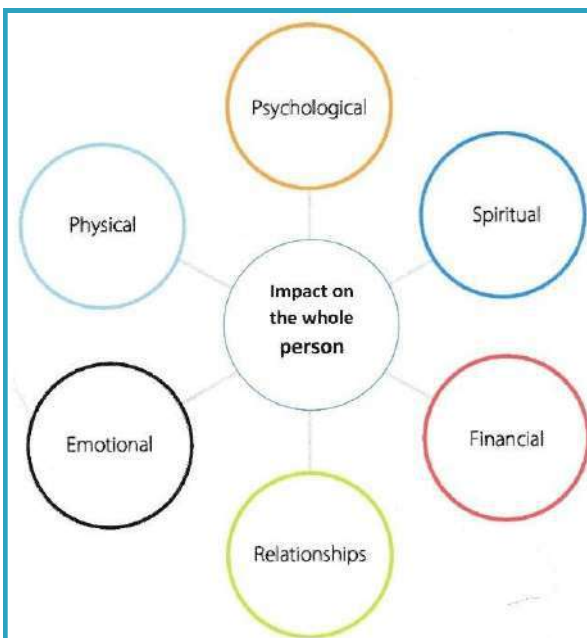 Psychological
Physical
Spiritual
Impact on
the whole
person
Emotional
Financial
Relationships